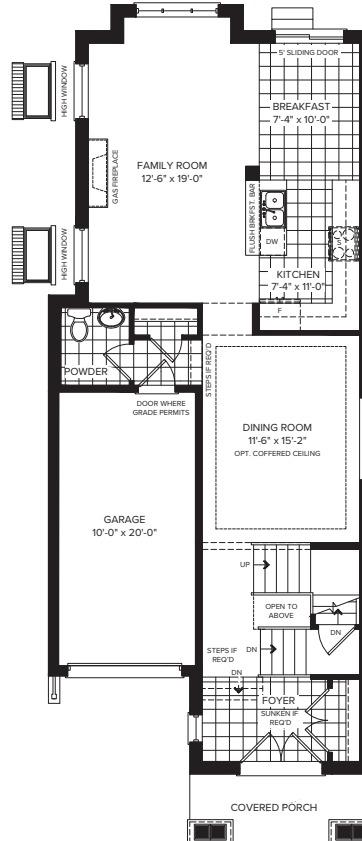 5' SLIDING DOOR
HIGH WINDOW
BREAKFAST
7'-4" x 10'-0"
FAMILY ROOM
12'-6" x 19'-0"
GAS FIREPLACE
FLUSH BRKFST. BAR
DW
S
HIGH WINDOW
KITCHEN
7'-4" x 11'-0"
F
POWDER
STEPS IF REQ'D
DOOR WHERE
GRADE PERMITS
DINING ROOM
11'-6" x 15'-2"
OPT. COFFERED CEILING
GARAGE
10'-0" x 20'-0"
UP
OPEN TO
ABOVE
DN
STEPS IF
REQ'D
DN
DN
FOYER
SUNKEN IF
REQ'D
COVERED PORCH